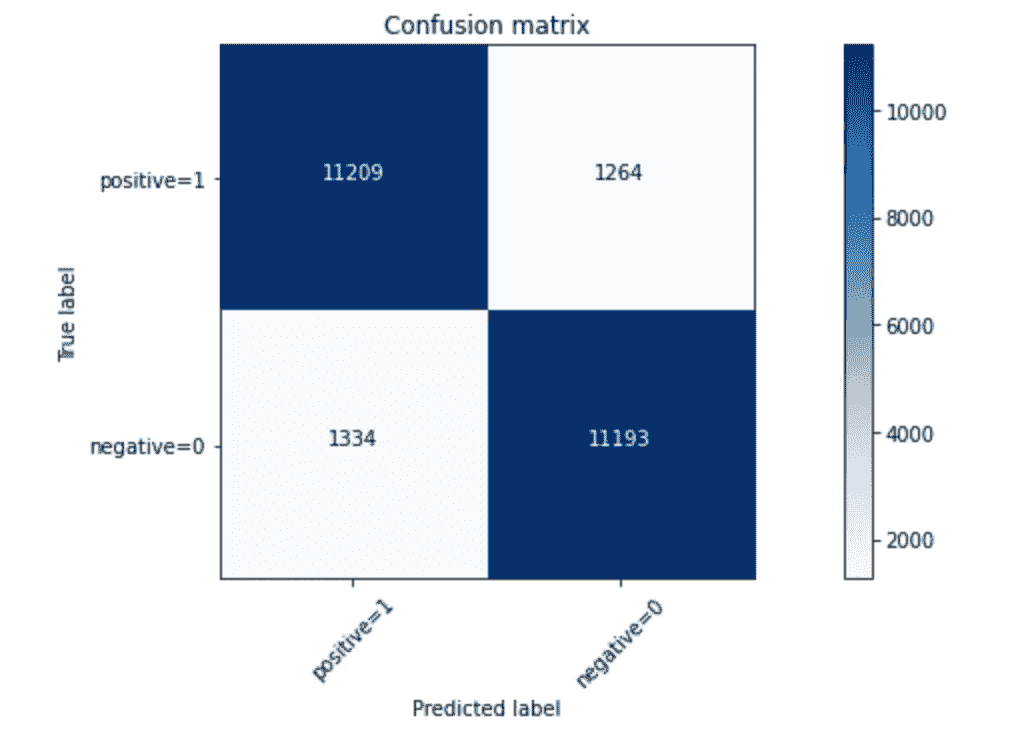 Confusion matrix
positive=1
11209
1264
10000
8000
6000
4000
2000
True label
negative=0
1334
11193
positive=1
negative=0
Predicted label